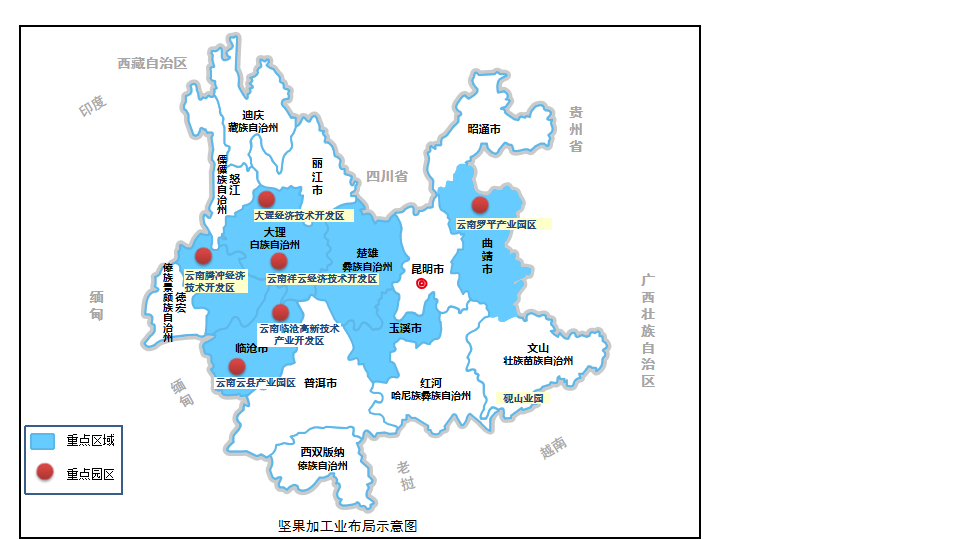 西藏自治区
印度
迪庆
藏族自治州
昭通市
贵州省
傈僳族自治州
怒江
丽江市
四川省
大理经济技术开发区
云南罗平产业园区
大理
白族自治州
楚雄
彝族自治州
曲靖市
昆明市
云南腾冲经济
技术开发区
云南祥云经济技术开发区
傣族景颇族自治州
德宏
缅甸
广西壮族自治区
云南临沧高新技术
产业开发区
玉溪市
临沧市
文山
壮族苗族自治州
云南云县产业园区
普洱市
红河
哈尼族彝族自治州
缅甸
砚山业园
重点区域
重点园区
西双版纳
傣族自治州
老挝
越南
坚果加工业布局示意图